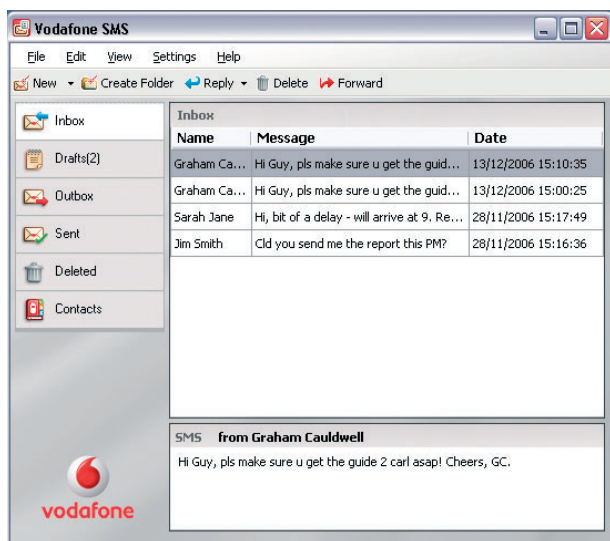 Vodafone SMS
File Edit View Settings Help
New Create Folder Reply Delete Forward
Inbox
Drafts(2)
Outbox
Sent
Deleted
Contacts
Inbox
Name Message Date
Graham Ca... Hi Guy, pls make sure u get the guid... 13/12/2006 15:10:35
Graham Ca... Hi Guy, pls make sure u get the guid... 13/12/2006 15:00:25
Sarah Jane Hi, bit of a delay - will arrive at 9. Re... 28/11/2006 15:17:49
Jim Smith Cld you send me the report this PM? 28/11/2006 15:16:36
SMS from Graham Cauldwell
Hi Guy, pls make sure u get the guide 2 carl asap! Cheers, GC.
vodafone